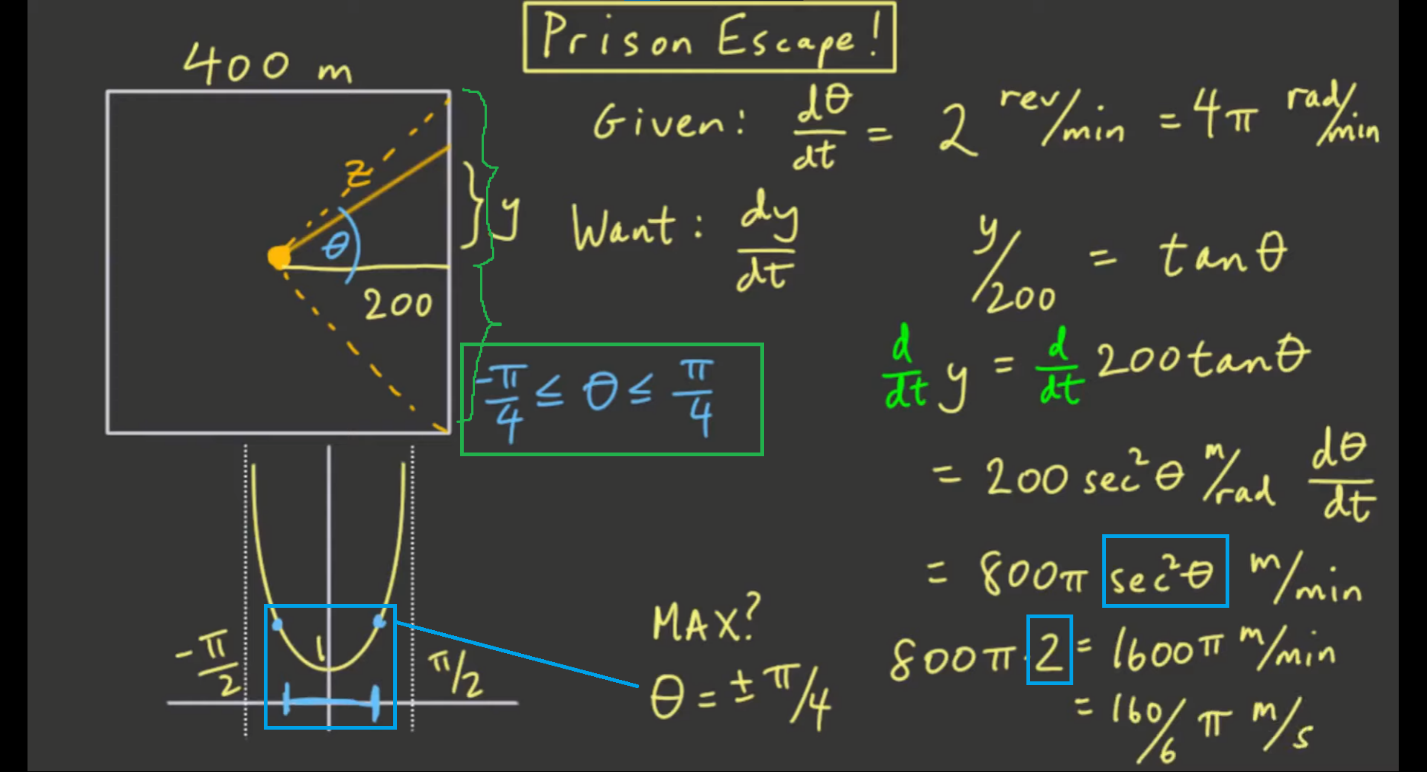 Prison Escape!
400 m
Given: dθ/dt = 2 rev/min = 4π rad/min
z
θ
y
200
Want: dy/dt
y/200 = tanθ
-π/4 ≤ θ ≤ π/4
d/dt y = d/dt 200tanθ
= 200 sec²θ m/rad dθ/dt
= 800π sec²θ m/min
MAX?
θ = ± π/4
800π·2 = 1600π m/min
= 160/6 π m/s
-π/2
1
π/2